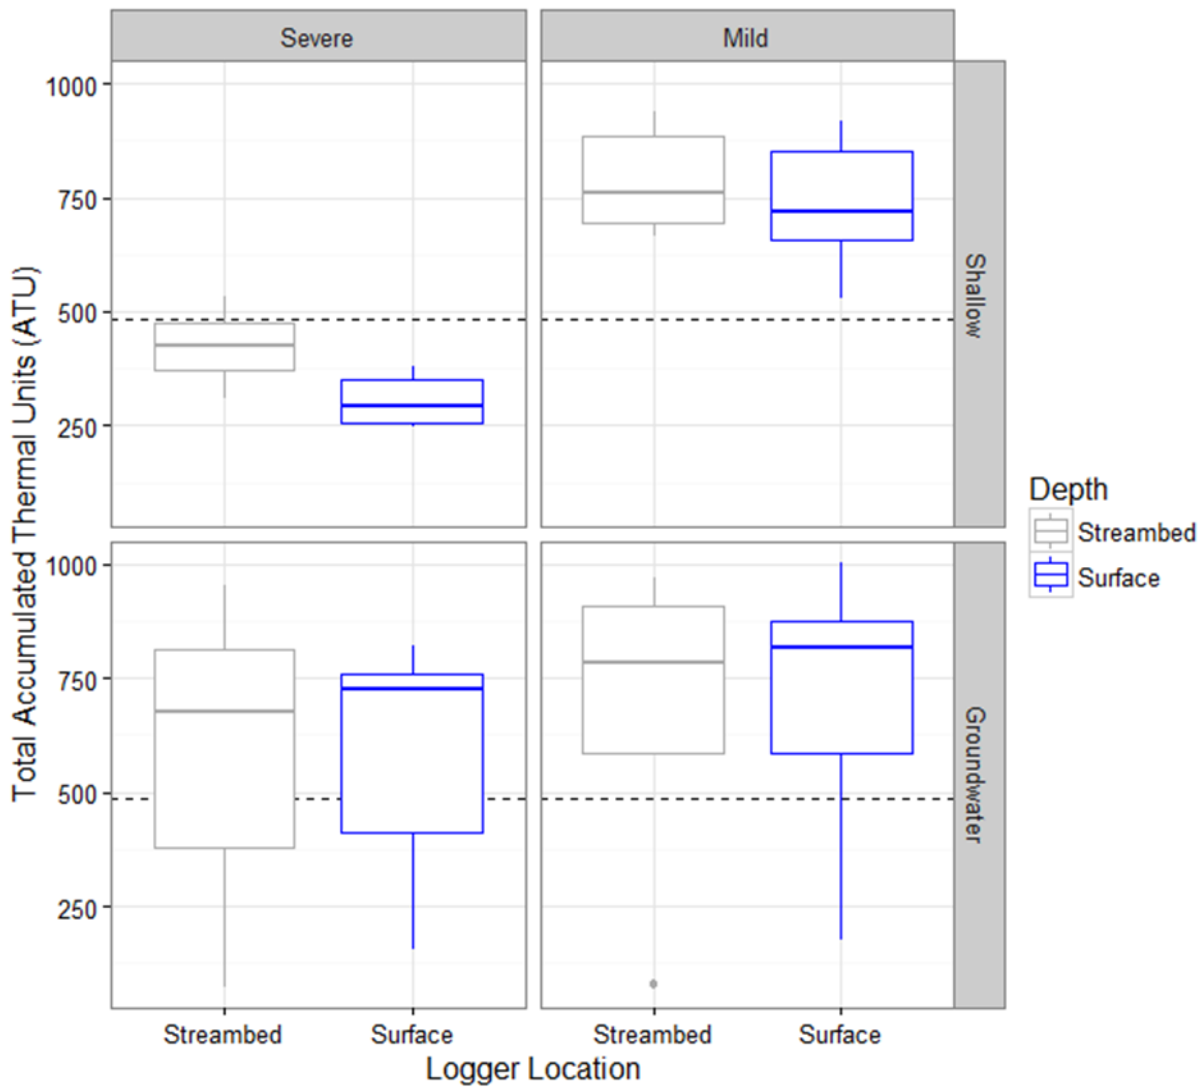 Severe
Mild
Total Accumulated Thermal Units (ATU)
1000
750
500
250
Shallow
1000
750
500
250
Groundwater
Depth
Streambed
Surface
Streambed
Surface
Streambed
Surface
Logger Location